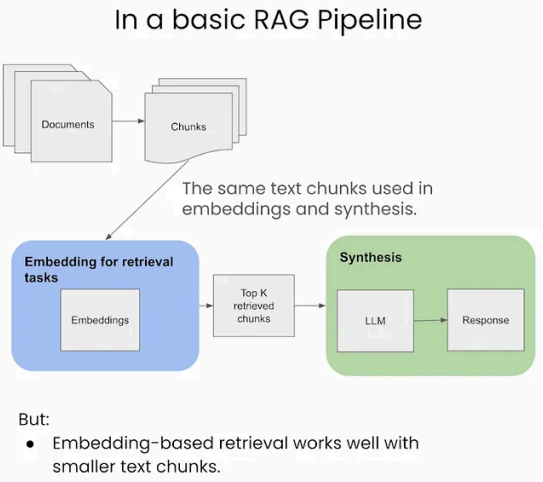 In a basic RAG Pipeline
Documents
Chunks
The same text chunks used in
embeddings and synthesis.
Embedding for retrieval
tasks
Embeddings
Top K
retrieved
chunks
Synthesis
LLM
Response
But:
● Embedding-based retrieval works well with
smaller text chunks.